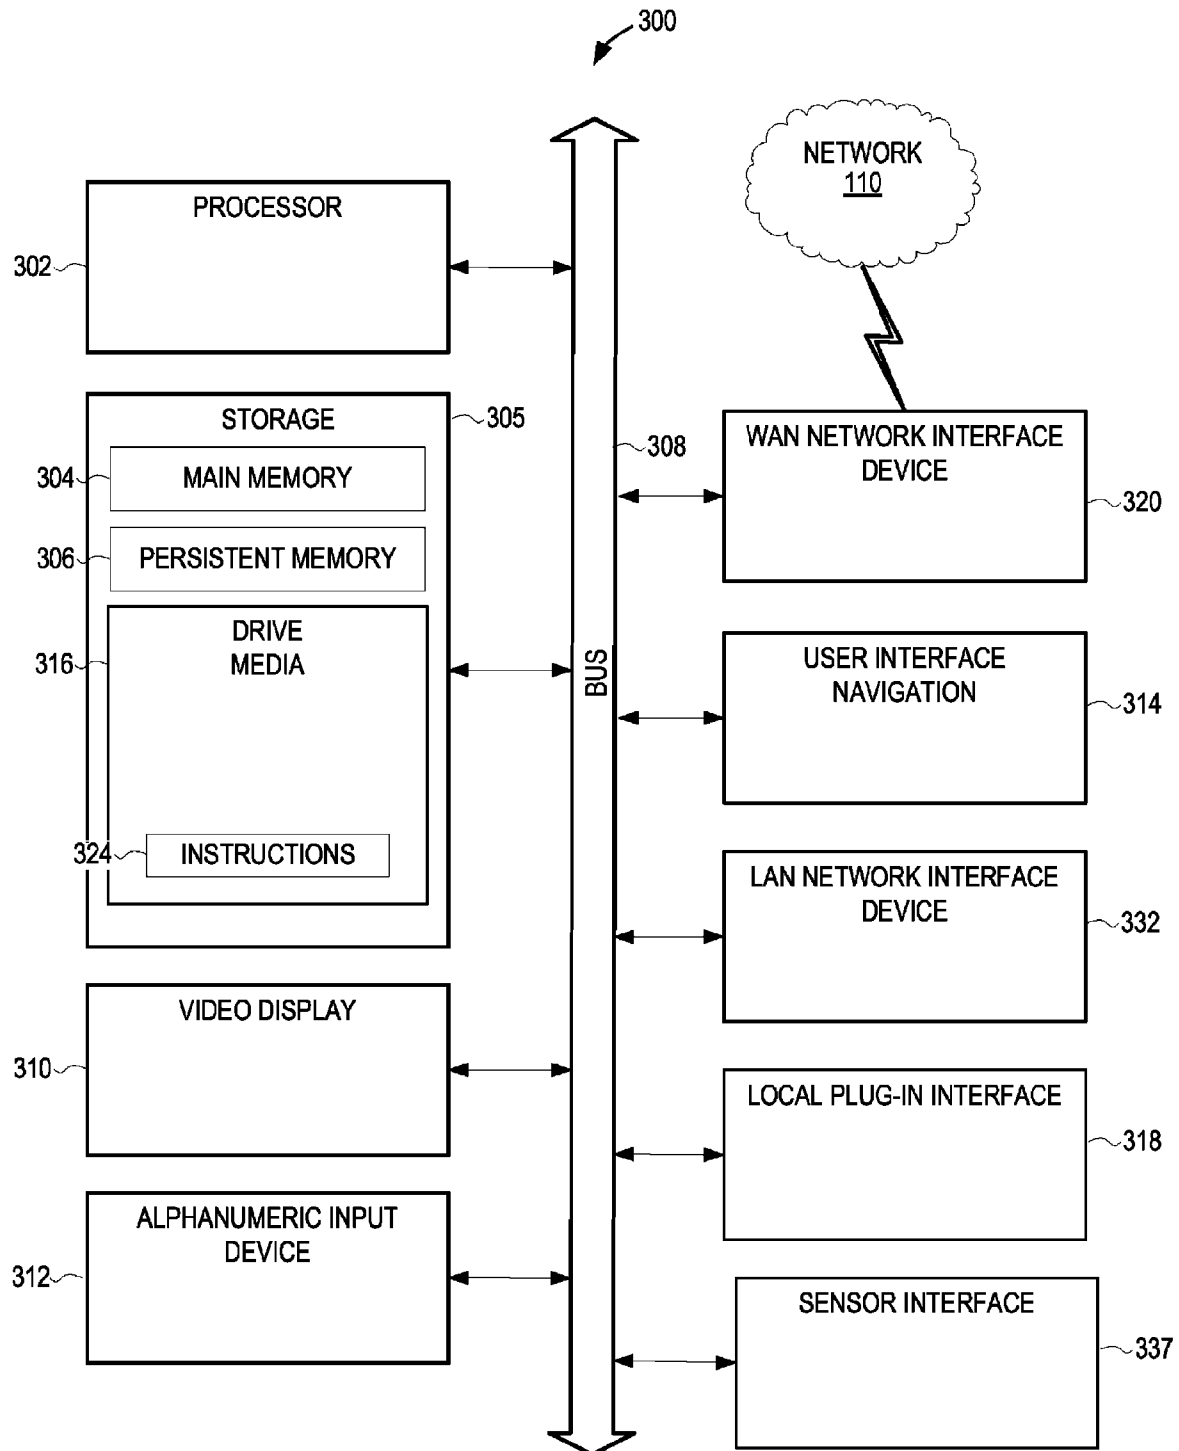 300
NETWORK
110
PROCESSOR
302
STORAGE
305
MAIN MEMORY
304
PERSISTENT MEMORY
306
DRIVE
MEDIA
316
INSTRUCTIONS
324
VIDEO DISPLAY
310
ALPHANUMERIC INPUT
DEVICE
312
BUS
308
WAN NETWORK INTERFACE
DEVICE
320
USER INTERFACE
NAVIGATION
314
LAN NETWORK INTERFACE
DEVICE
332
LOCAL PLUG-IN INTERFACE
318
SENSOR INTERFACE
337